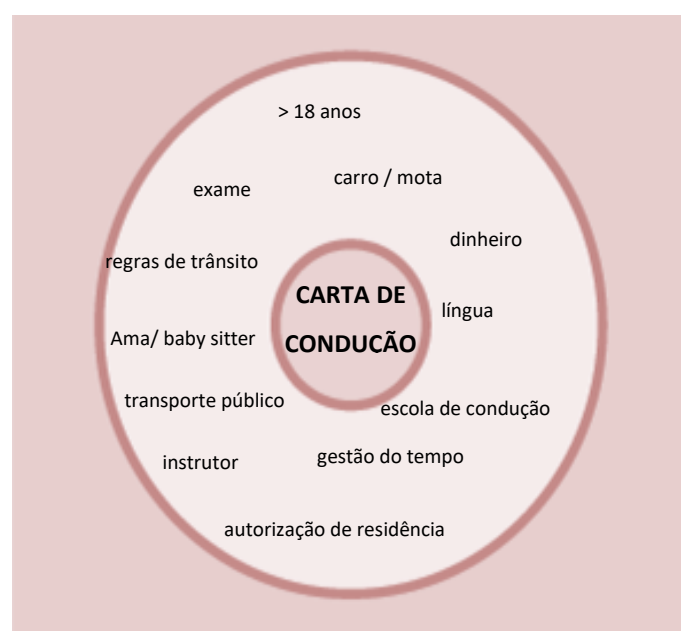 > 18 anos
carro / mota
exame
dinheiro
regras de trânsito
CARTA DE
CONDUCÃO
língua
Ama/ baby sitter
transporte público
escola de condução
instrutor
gestão do tempo
autorização de residência